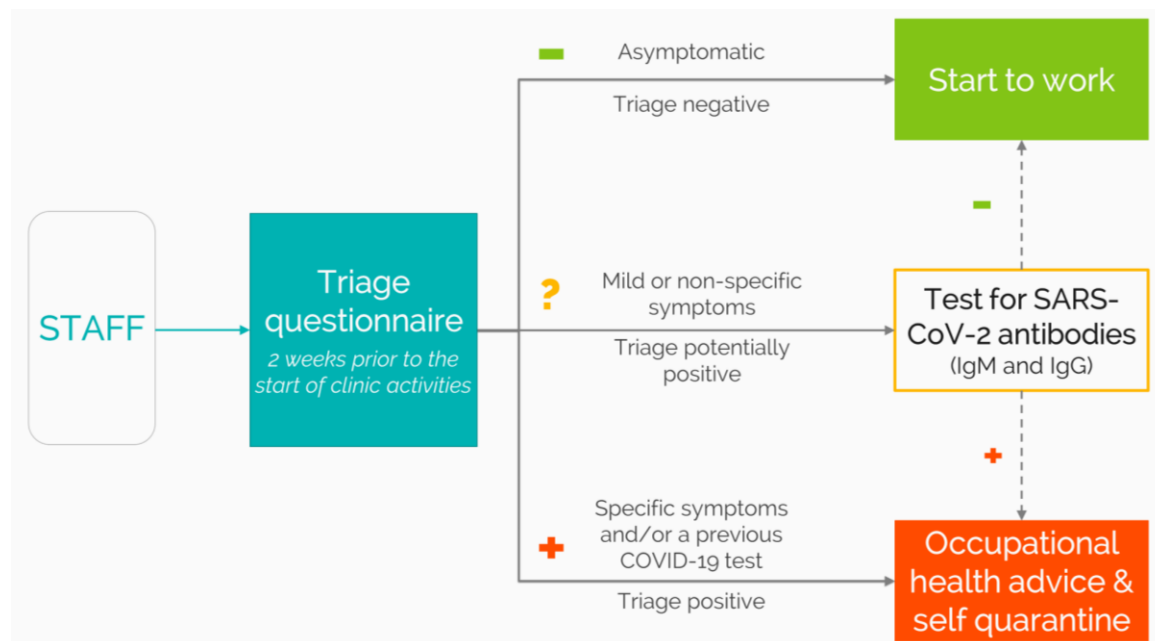 STAFF
Triage
questionnaire
2 weeks prior to the
start of clinic activities
-
Asymptomatic
Triage negative
Start to work
-
?
Mild or non-specific
symptoms
Triage potentially
positive
Test for SARS-
CoV-2 antibodies
(IgM and IgG)
+
+
Specific symptoms
and/or a previous
COVID-19 test
Triage positive
Occupational
health advice &
self quarantine